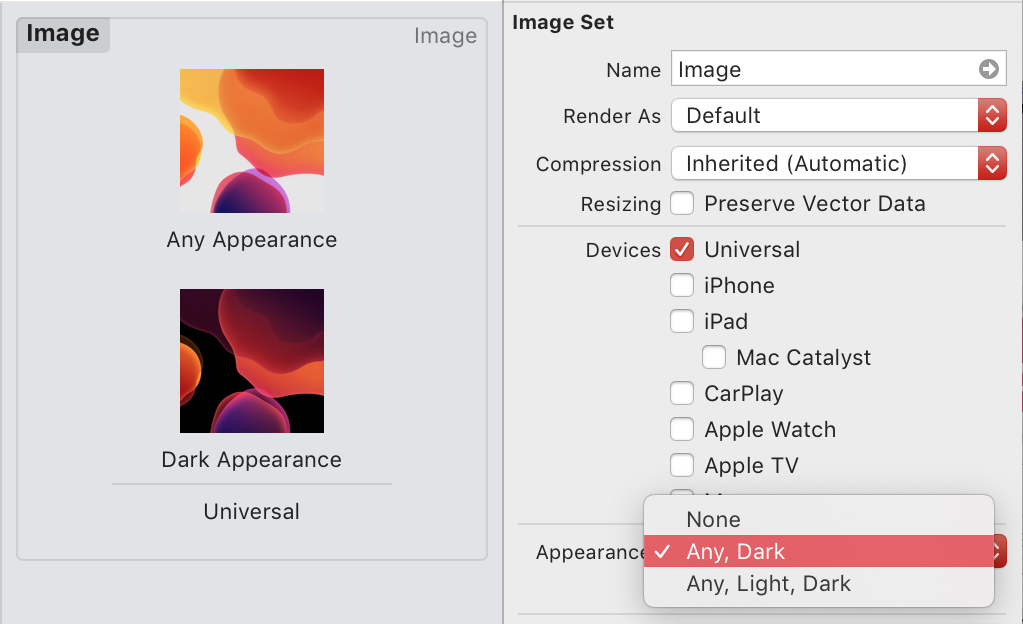 Image
Image
Any Appearance
Dark Appearance
Universal
Image Set
Name Image
Render As Default
Compression Inherited (Automatic)
Resizing Preserve Vector Data
Devices Universal
iPhone
iPad
Mac Catalyst
CarPlay
Apple Watch
Apple TV
None
Appearance Any, Dark
Any, Light, Dark